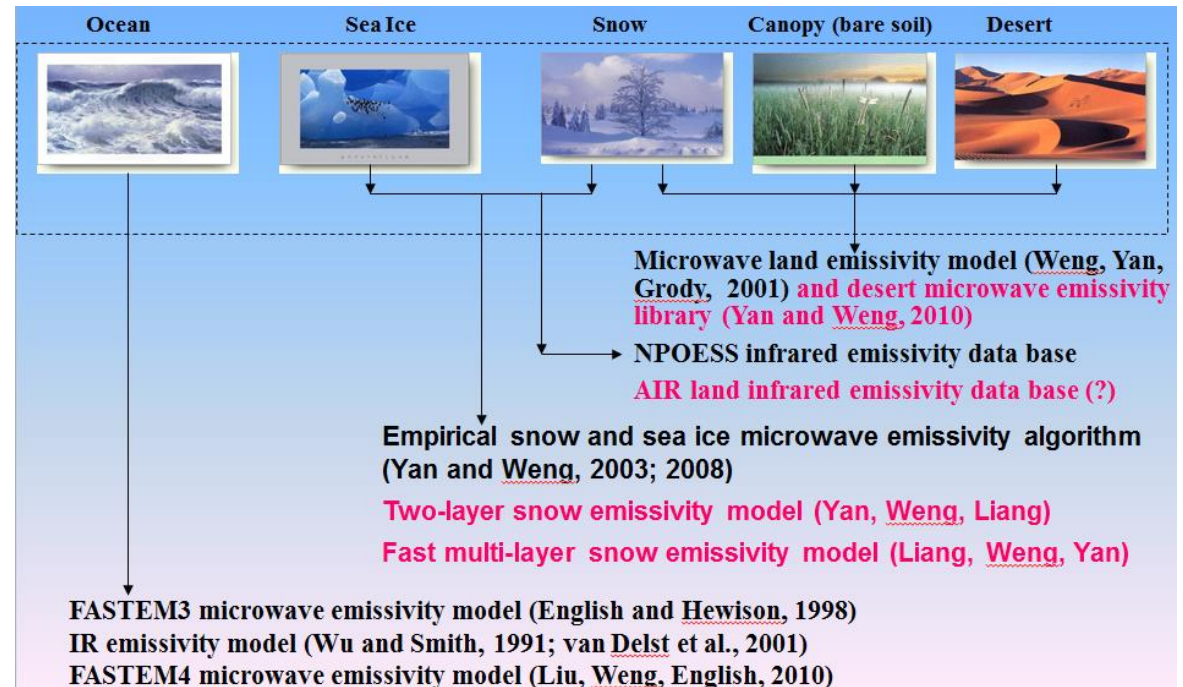 Ocean
Sea Ice
Snow
Canopy (bare soil)
Desert
Microwave land emissivity model (Weng, Yan,
Grody, 2001) and desert microwave emissivity
library (Yan and Weng, 2010)
NPOESS infrared emissivity data base
AIR land infrared emissivity data base (?)
Empirical snow and sea ice microwave emissivity algorithm
(Yan and Weng, 2003; 2008)
Two-layer snow emissivity model (Yan, Weng, Liang)
Fast multi-layer snow emissivity model (Liang, Weng, Yan)
FASTEM3 microwave emissivity model (English and Hewison, 1998)
IR emissivity model (Wu and Smith, 1991; van Delst et al., 2001)
FASTEM4 microwave emissivity model (Liu, Weng, English, 2010)